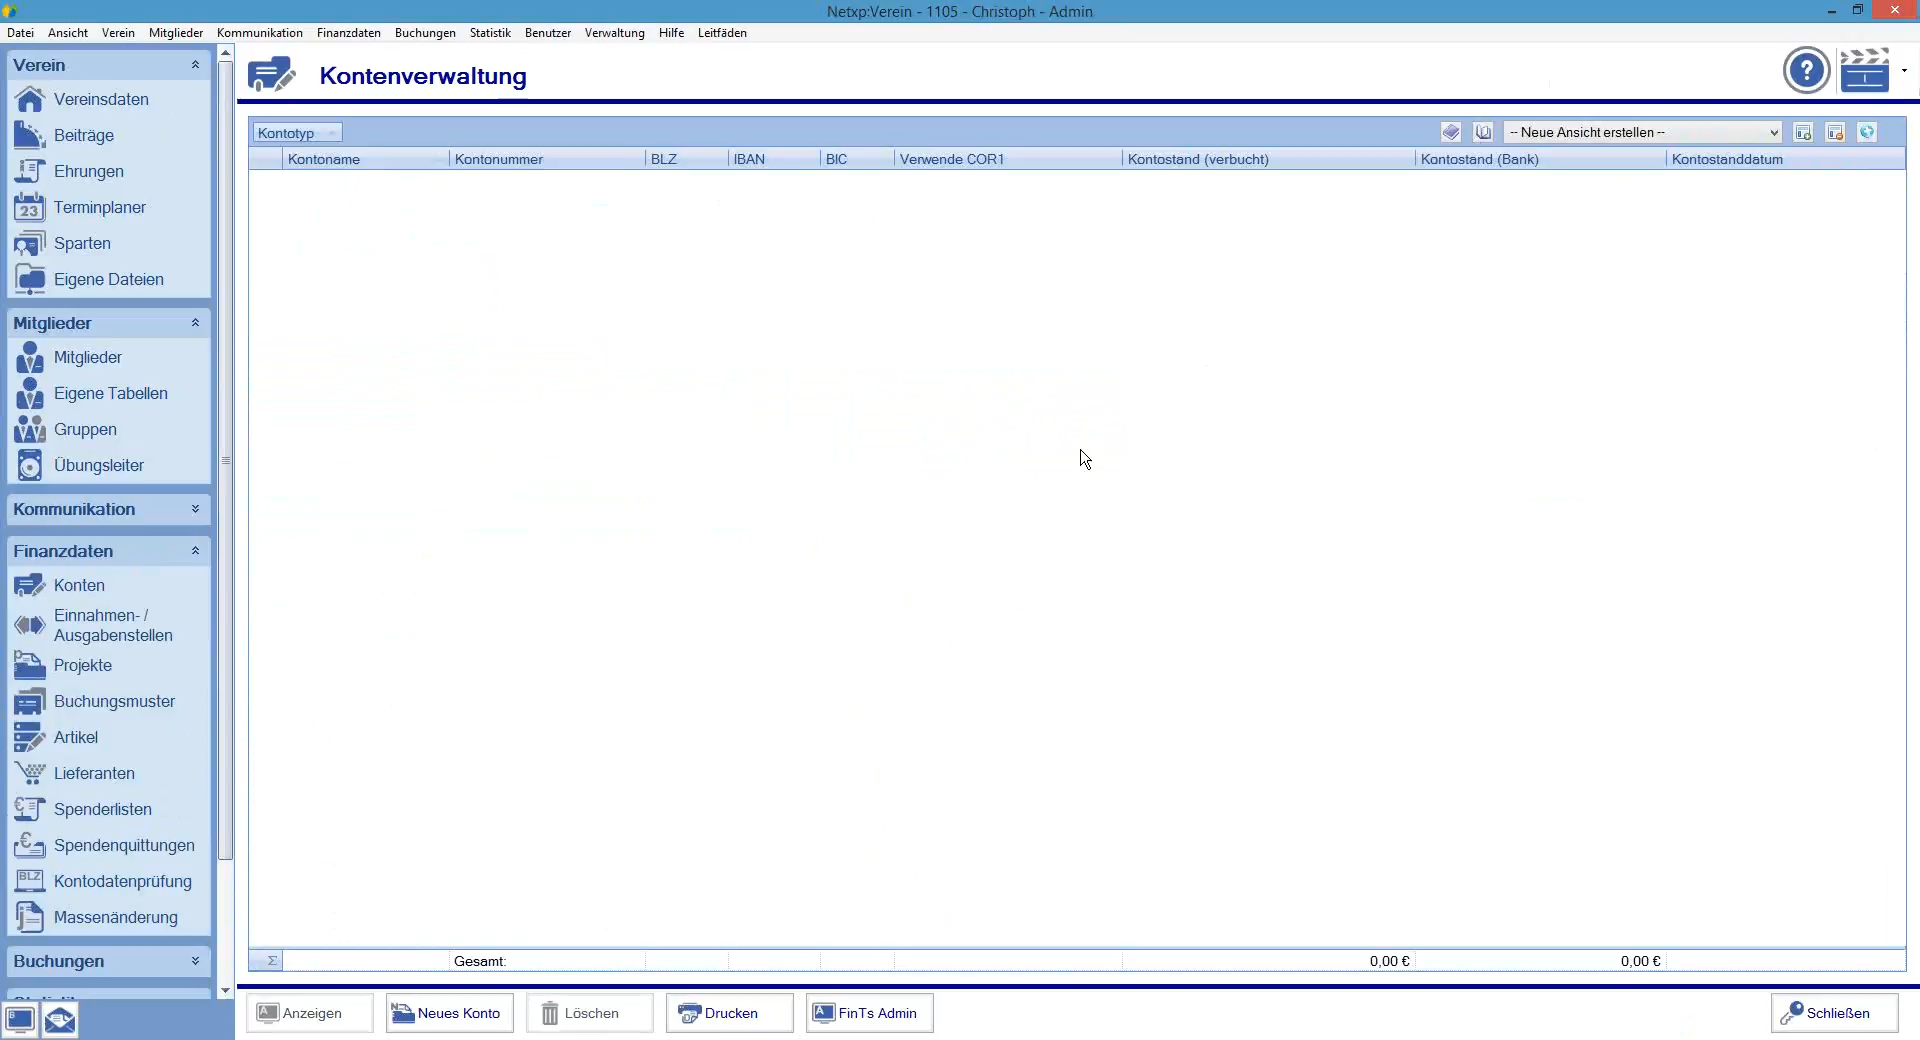 Netxp:Verein - 1105 - Christoph - Admin
Datei Ansicht Verein Mitglieder Kommunikation Finanzdaten Buchungen Statistik Benutzer Verwaltung Hilfe Leitfäden
Verein
Vereinsdaten
Beiträge
Ehrungen
23
Terminplaner
Sparten
Eigene Dateien
Mitglieder
Mitglieder
Eigene Tabellen
Gruppen
Übungsleiter
Kommunikation
Finanzdaten
Konten
Einnahmen- /
Ausgabenstellen
Projekte
Buchungsmuster
Artikel
Lieferanten
Spenderlisten
Spendenquittungen
BLZ
Kontodatenprüfung
Massenänderung
Buchungen
Kontenverwaltung
?
Kontotyp
-- Neue Ansicht erstellen --
Kontoname Kontonummer BLZ IBAN BIC Verwende COR1 Kontostand (verbucht) Kontostand (Bank) Kontostanddatum
Σ Gesamt: 0,00 € 0,00 €
Anzeigen Neues Konto Löschen Drucken FinTs Admin Schließen